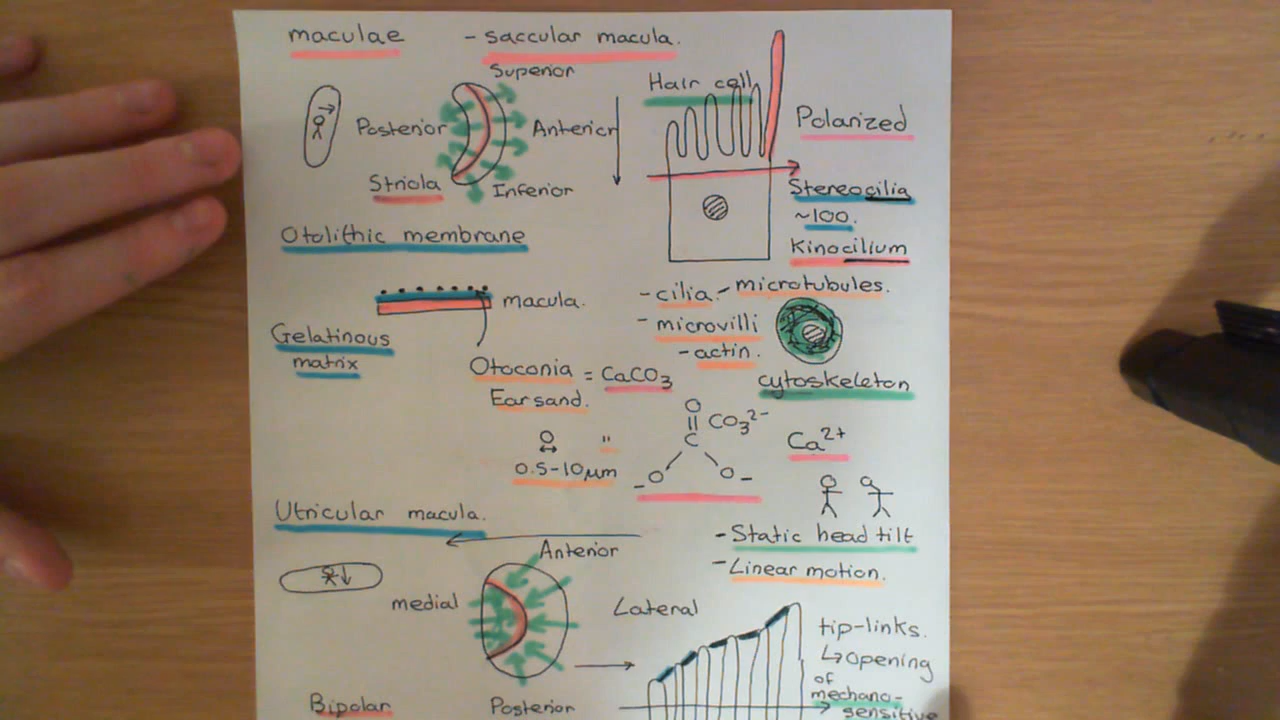 maculae - saccular macula.
Superior
Hair cell
Posterior
Anterior
Polarized
Striola
Inferior
Stereocilia
~100.
Kinocilium
Otolithic membrane
macula.
- cilia. - microtubules.
- microvilli
- actin.
Gelatinous
matrix
Otoconia = CaCO3
Ear sand.
cytoskeleton
O
||
C
O- O-
CO3 2-
Ca2+
"
0.5-10μm
Utricular macula.
- Static head tilt
- Linear motion.
Anterior
medial
Lateral
tip-links.
↳ opening
of
mechano-
sensitive
Bipolar
Posterior